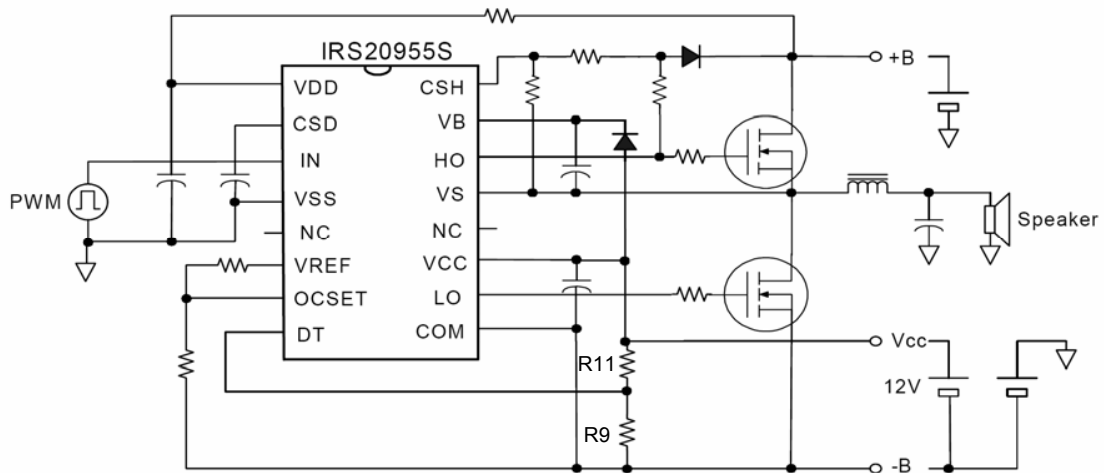 IRS20955S
VDD
CSD
IN
VSS
NC
VREF
OCSET
DT
CSH
VB
HO
VS
NC
VCC
LO
COM
PWM
+B
Speaker
R11
R9
Vcc
12V
-B